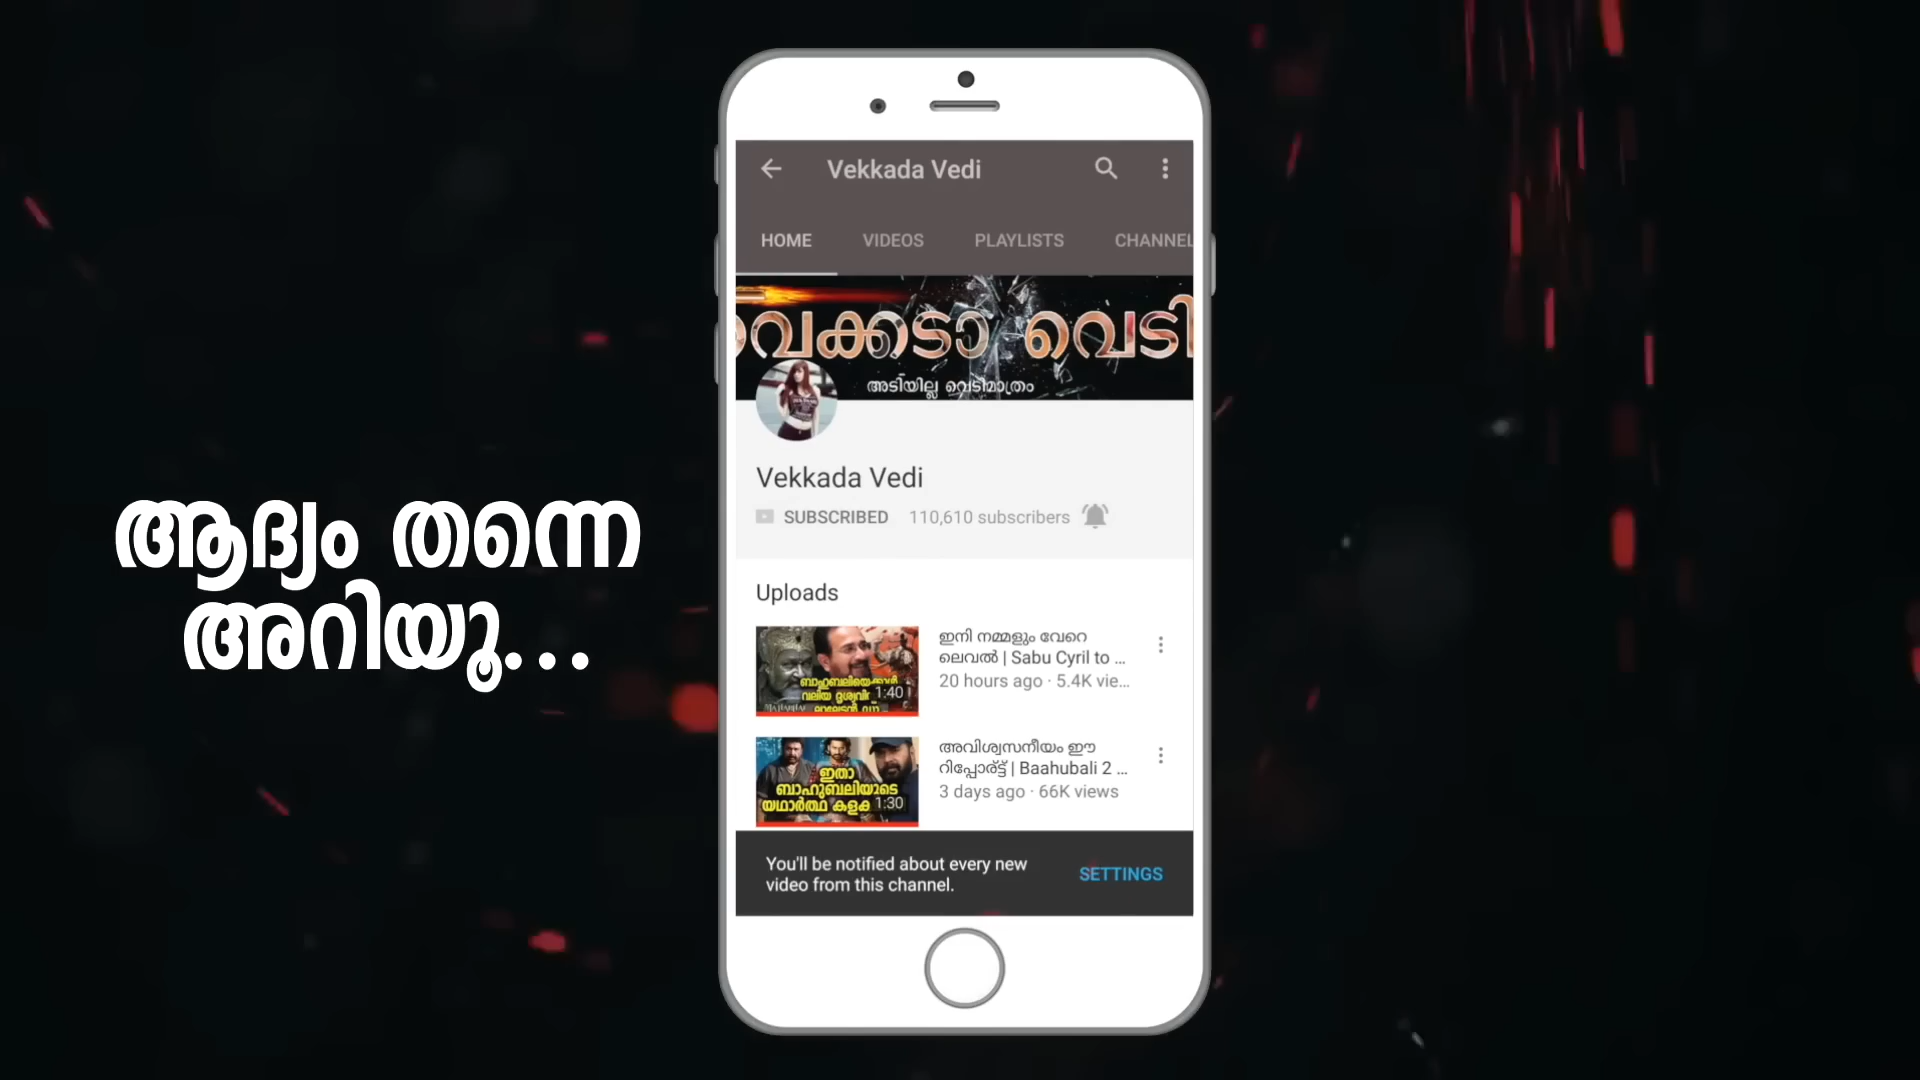 ആദ്യം തന്നെ
അറിയൂ...
Vekkada Vedi
HOME VIDEOS PLAYLISTS CHANNEL
വെക്കടാ വെടി
അടിയില്ല വെടിമാത്രം
Vekkada Vedi
SUBSCRIBED 110,610 subscribers
Uploads
ഇനി നമ്മളും വേറെ
ലെവൽ | Sabu Cyril to ...
20 hours ago · 5.4K vie...
ബാഹുബലിയെക്കാൾ
വലിയ
1:40
അവിശ്വസനീയം ഈ
റിപ്പോര്ട്ട് | Baahubali 2 ...
3 days ago · 66K views
ഇതാ
ബാഹുബലിയുടെ
യഥാർത്ഥ കളക
1:30
You'll be notified about every new
video from this channel.
SETTINGS